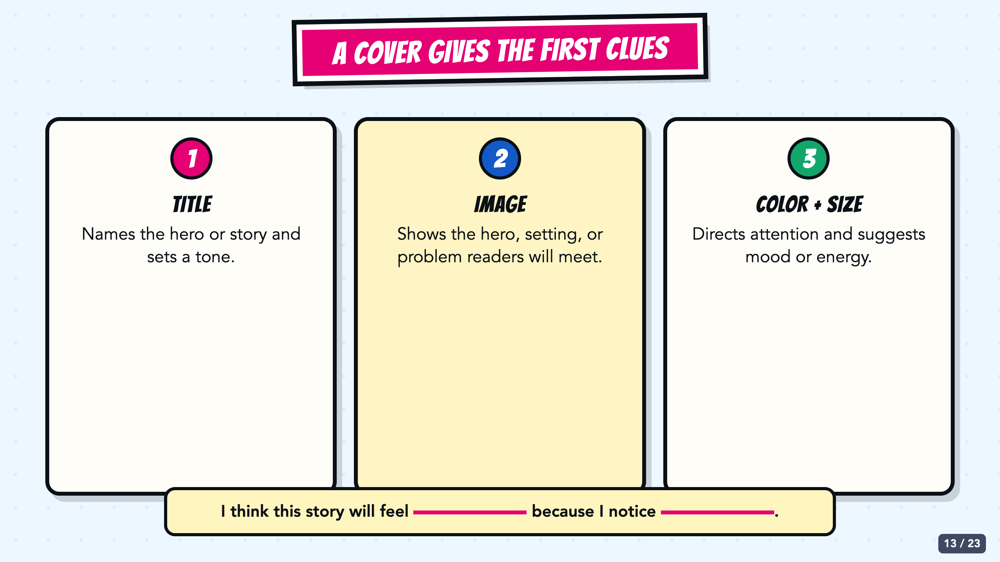 A COVER GIVES THE FIRST CLUES
1
TITLE
Names the hero or story and
sets a tone.
2
IMAGE
Shows the hero, setting, or
problem readers will meet.
3
COLOR + SIZE
Directs attention and suggests
mood or energy.
I think this story will feel ____________ because I notice ____________.
13 / 23